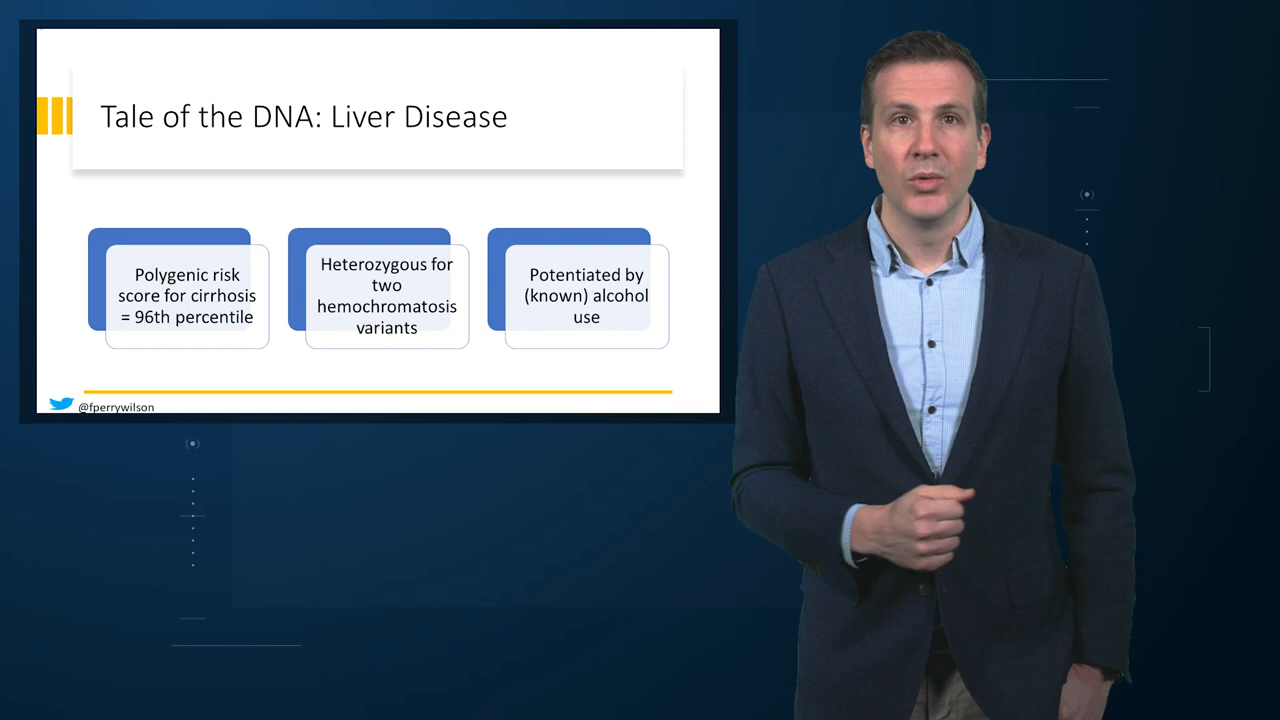 Tale of the DNA: Liver Disease
Polygenic risk
score for cirrhosis
= 96th percentile
Heterozygous for
two
hemochromatosis
variants
Potentiated by
(known) alcohol
use
@fperrywilson